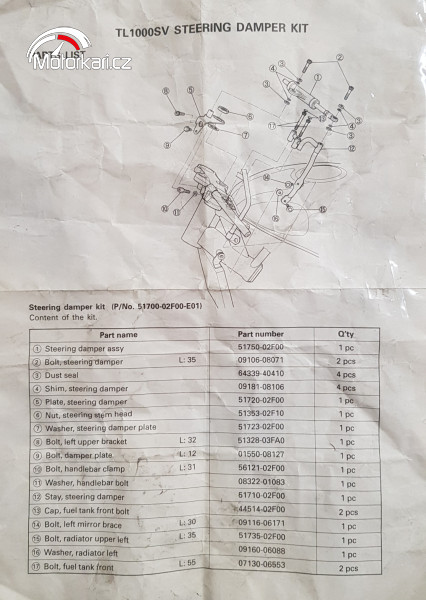 TL1000SV STEERING DAMPER KIT
PARTS LIST
Motorkari.cz
Steering damper kit (P/No. 51700-02F00-E01)
Content of the kit.
Part name Part number Q'ty
① Steering damper assy 51750-02F00 1 pc
② Bolt, steering damper L: 35 09106-08071 2 pcs
③ Dust seal 64339-40410 4 pcs
④ Shim, steering damper 09181-08106 4 pcs
⑤ Plate, steering damper 51720-02F00 1 pc
⑥ Nut, steering stem head 51353-02F10 1 pc
⑦ Washer, steering damper plate 51723-02F00 1 pc
⑧ Bolt, left upper bracket L: 32 51328-03FA0 1 pc
⑨ Bolt, damper plate L: 12 01550-08127 1 pc
⑩ Bolt, handlebar clamp L: 31 56121-02F00 1 pc
⑪ Washer, handlebar bolt 08322-01083 1 pc
⑫ Stay, steering damper 61710-02F00 1 pc
⑬ Cap, fuel tank front bolt 44514-02F00 2 pc
⑭ Bolt, left mirror brace L: 30 09116-06171 1 pc
⑮ Bolt, radiator upper left L: 35 51735-02F00 1 pc
⑯ Washer, radiator left 09160-06088 1 pc
⑰ Bolt, fuel tank front L: 55 07130-06553 2 pc